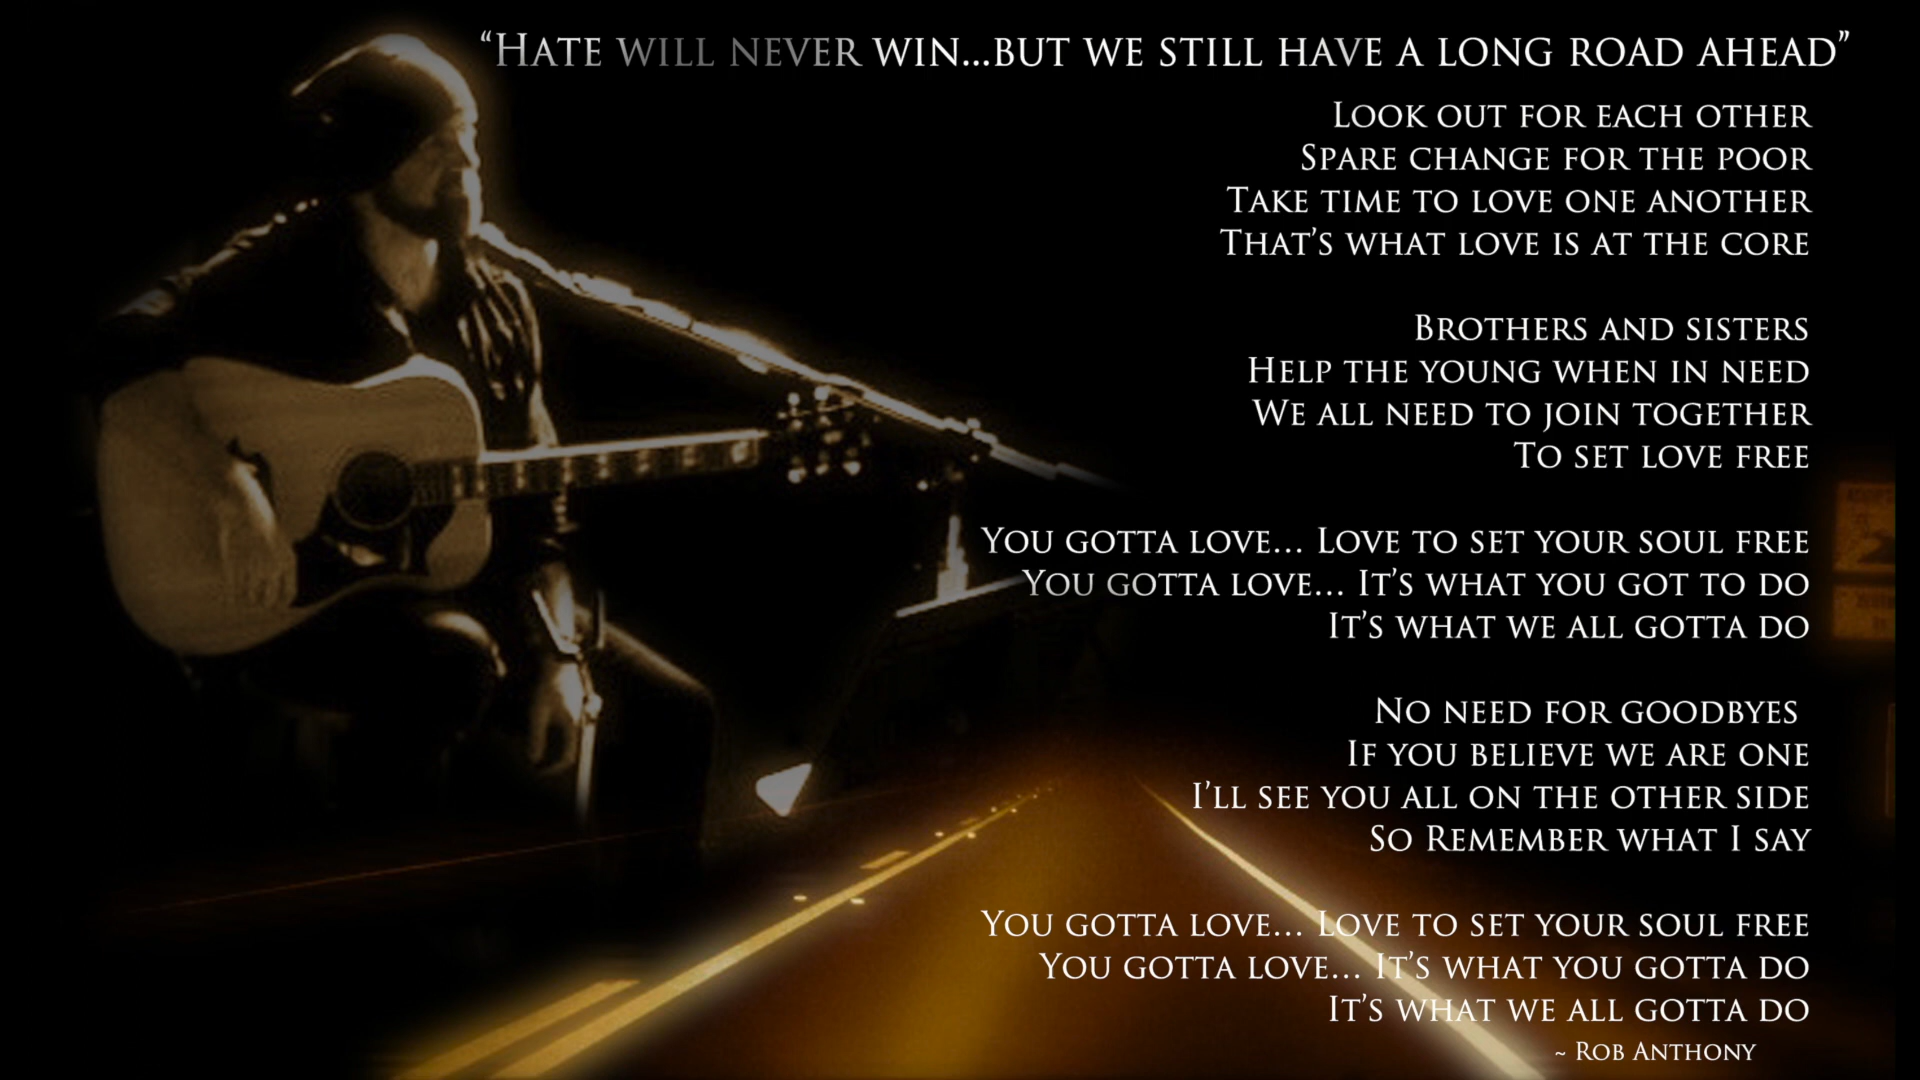 “Hate will never win...but we still have a long road ahead”
Look out for each other
Spare change for the poor
Take time to love one another
That’s what love is at the core
Brothers and sisters
Help the young when in need
We all need to join together
To set love free
You gotta love... Love to set your soul free
You gotta love... It’s what you got to do
It’s what we all gotta do
No need for goodbyes
If you believe we are one
I’ll see you all on the other side
So Remember what I say
You gotta love... Love to set your soul free
You gotta love... It’s what you gotta do
It’s what we all gotta do
~ Rob Anthony